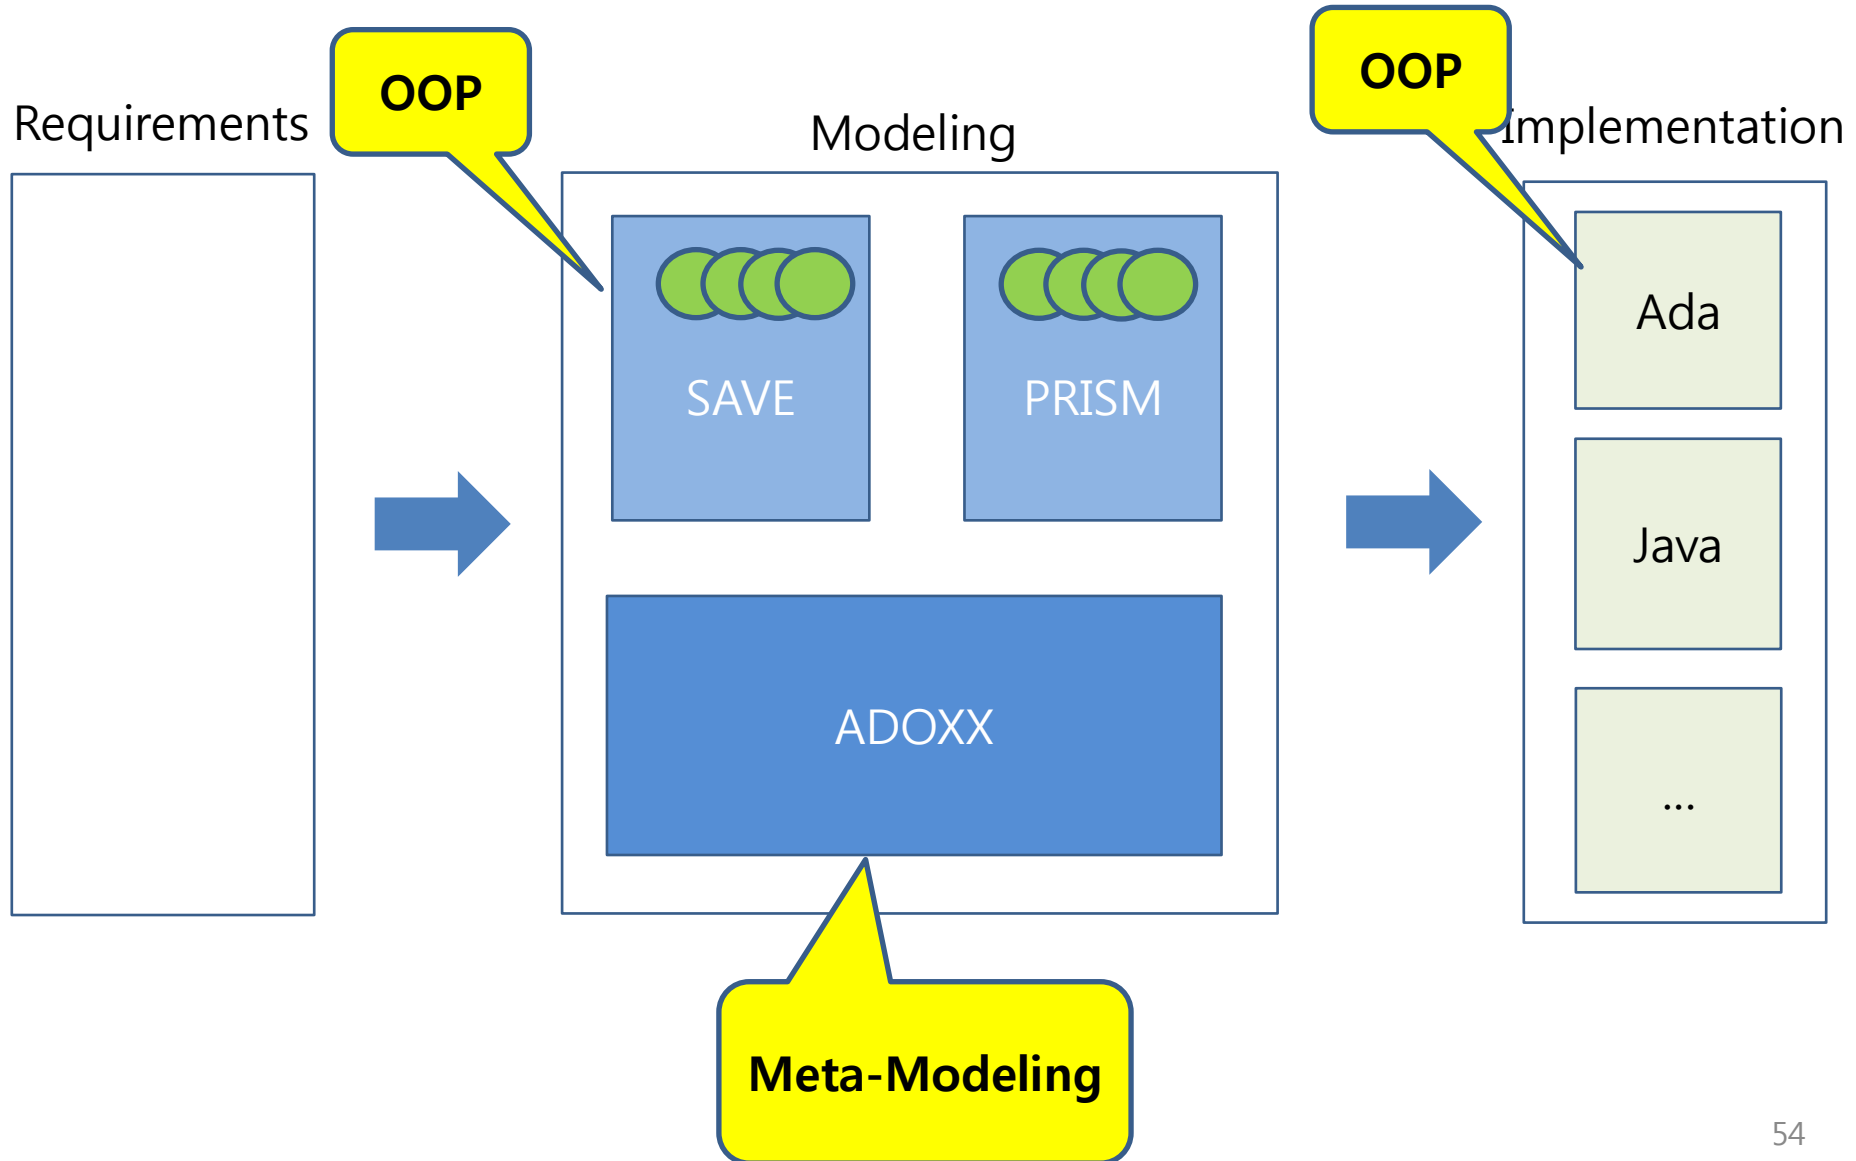 OOP
OOP
Requirements
Modeling
Implementation
SAVE
PRISM
Ada
Java
ADOXX
...
Meta-Modeling
54